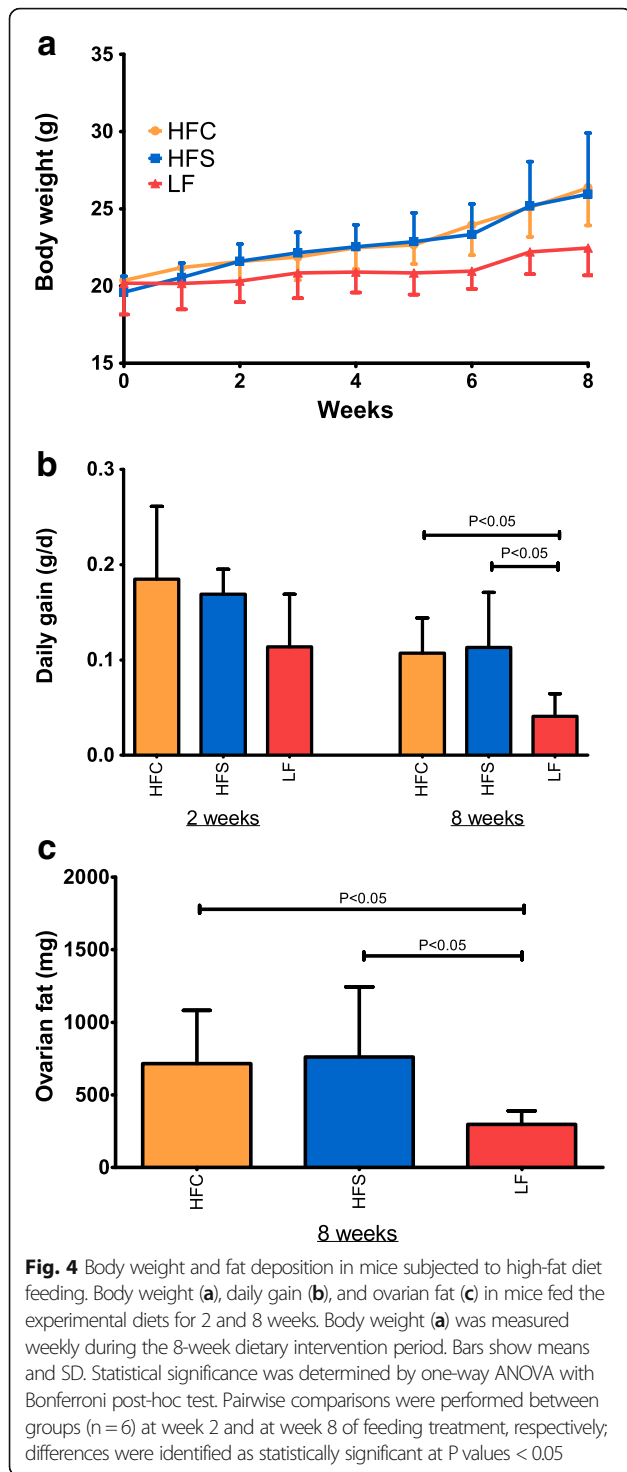 a
35
30
25
20
15
Body weight (g)
HFC
HFS
LF
0 2 4 6 8
Weeks
b
0.3
0.2
0.1
0.0
Daily gain (g/d)
P<0.05
P<0.05
HFC HFS LF HFC HFS LF
2 weeks 8 weeks
c
2000
1500
1000
500
0
Ovarian fat (mg)
P<0.05
P<0.05
HFC HFS LF
8 weeks
Fig. 4 Body weight and fat deposition in mice subjected to high-fat diet
feeding. Body weight (a), daily gain (b), and ovarian fat (c) in mice fed the
experimental diets for 2 and 8 weeks. Body weight (a) was measured
weekly during the 8-week dietary intervention period. Bars show means
and SD. Statistical significance was determined by one-way ANOVA with
Bonferroni post-hoc test. Pairwise comparisons were performed between
groups (n = 6) at week 2 and at week 8 of feeding treatment, respectively;
differences were identified as statistically significant at P values < 0.05